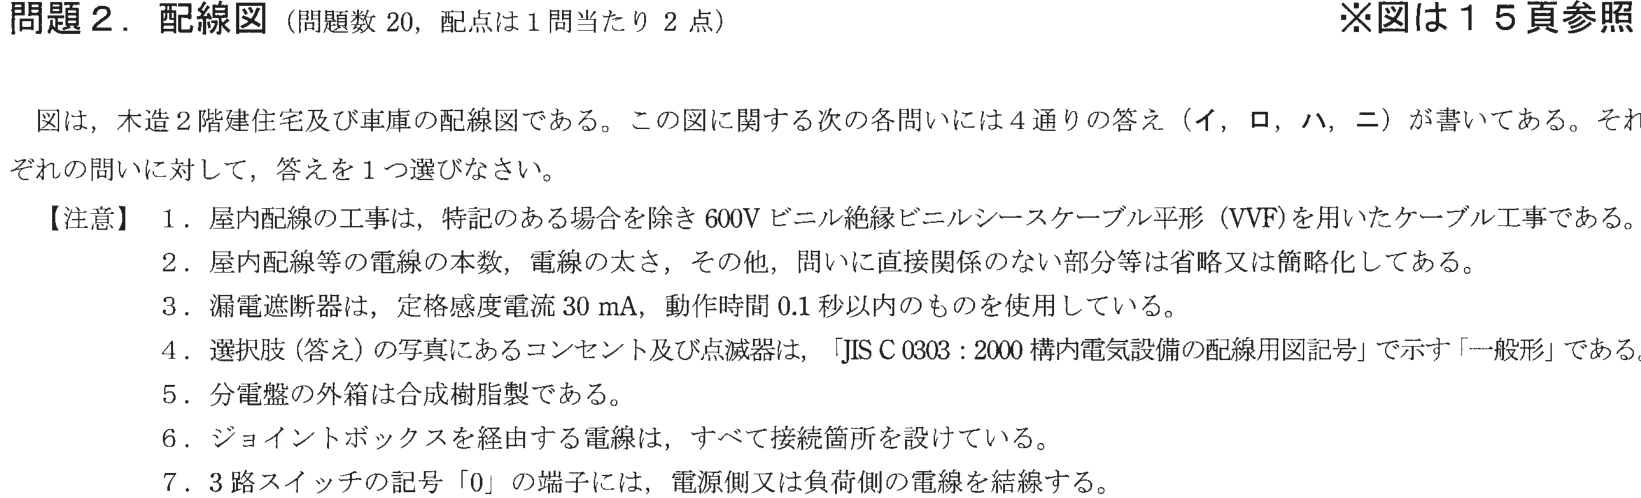 問題２．配線図（問題数 20，配点は１問当たり 2 点）　※図は１５頁参照
図は，木造２階建住宅及び車庫の配線図である。この図に関する次の各問いには４通りの答え（イ，ロ，ハ，ニ）が書いてある。それ
ぞれの問いに対して，答えを１つ選びなさい。
【注意】 １．屋内配線の工事は，特記のある場合を除き 600V ビニル絶縁ビニルシースケーブル平形（VVF）を用いたケーブル工事である。
２．屋内配線等の電線の本数，電線の太さ，その他，問いに直接関係のない部分等は省略又は簡略化してある。
３．漏電遮断器は，定格感度電流 30 mA，動作時間 0.1 秒以内のものを使用している。
４．選択肢（答え）の写真にあるコンセント及び点滅器は，「JIS C 0303：2000 構内電気設備の配線用図記号」で示す「一般形」である。
５．分電盤の外箱は合成樹脂製である。
６．ジョイントボックスを経由する電線は，すべて接続箇所を設けている。
７．３路スイッチの記号「0」の端子には，電源側又は負荷側の電線を結線する。